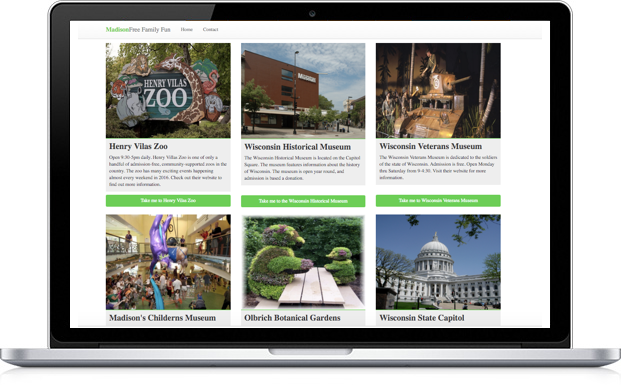 MadisonFree Family Fun Home Contact
HENRY VILAS
ZOO
Henry Vilas Zoo
Open 9:30-5pm daily. Henry Vilas Zoo is one of only a
handful of admission-free, community-supported zoos in the
country. The zoo has many exciting events happening
almost every weekend in 2016. Check out their website to
find out more information.
Take me to Henry Vilas Zoo
Wisconsin Historical Museum
The Wisconsin Historical Museum is located on the Capitol
Square. The museum features information about the history
of Wisconsin. The museum is open year round, and
admission is based a donation.
Take me to the Wisconsin Historical Museum
Wisconsin Veterans Museum
The Wisconsin Veterans Museum is dedicated to the soldiers
of the state of Wisconsin. Admission is free. Open Monday
thru Saturday from 9-4:30. Visit their website for more
information.
Take me to Wisconsin Veterans Museum
Madison's Childerns Museum
Olbrich Botanical Gardens
Wisconsin State Capitol